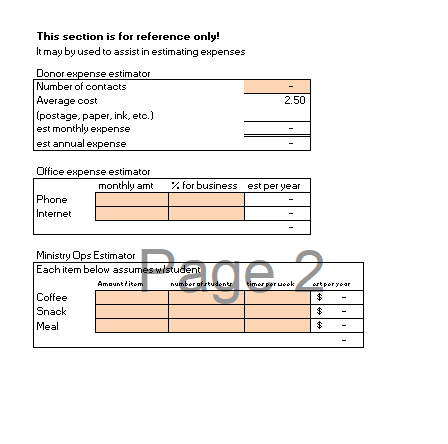 This section is for reference only!
It may by used to assist in estimating expenses
Donor expense estimator
Number of contacts -
Average cost 2.50
(postage, paper, ink, etc.)
est monthly expense -
est annual expense -
Office expense estimator
monthly amt % for business est per year
Phone -
Internet -
-
Ministry Ops Estimator
Each item below assumes w/student
Page 2
Amount/item number of students times per week est per year
Coffee $ -
Snack $ -
Meal $ -
-